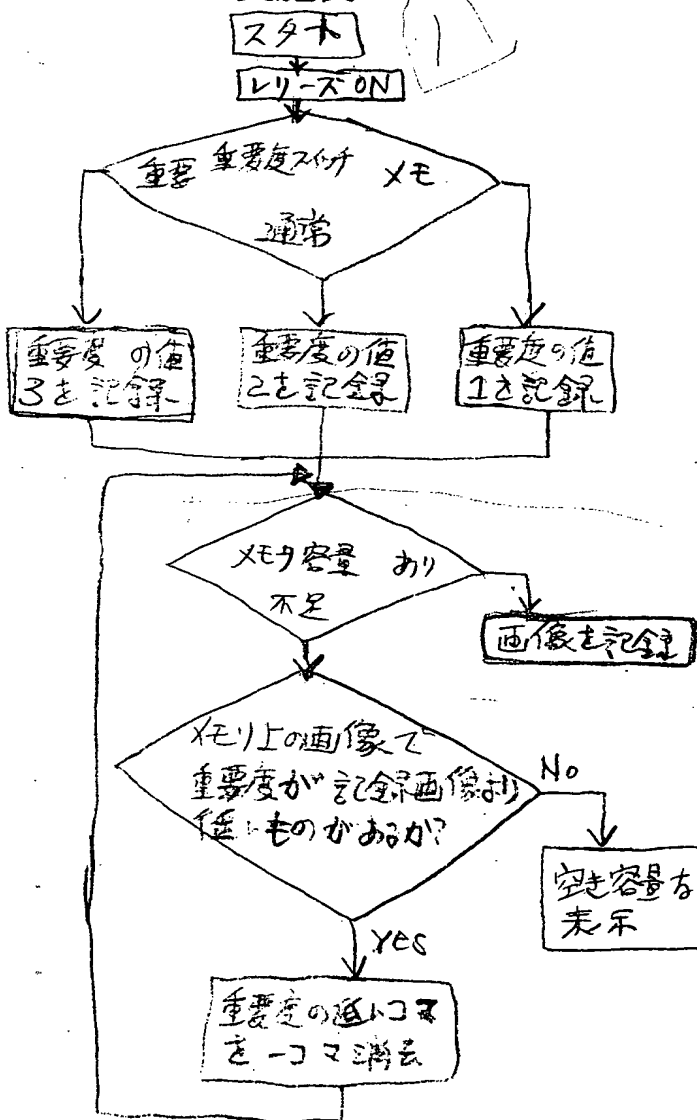 スタート
レリーズ ON
重要 重要度スイッチ メモ
通常
重要度の値
3を記録
重要度の値
2を記録
重要度の値
1を記録
メモリ容量 あり
不足
画像を記録
メモリ上の画像で
重要度が記録画像より
低いものがあるか?
No
空き容量な
表示
YES
重要度の低いコマ
を一コマ消去